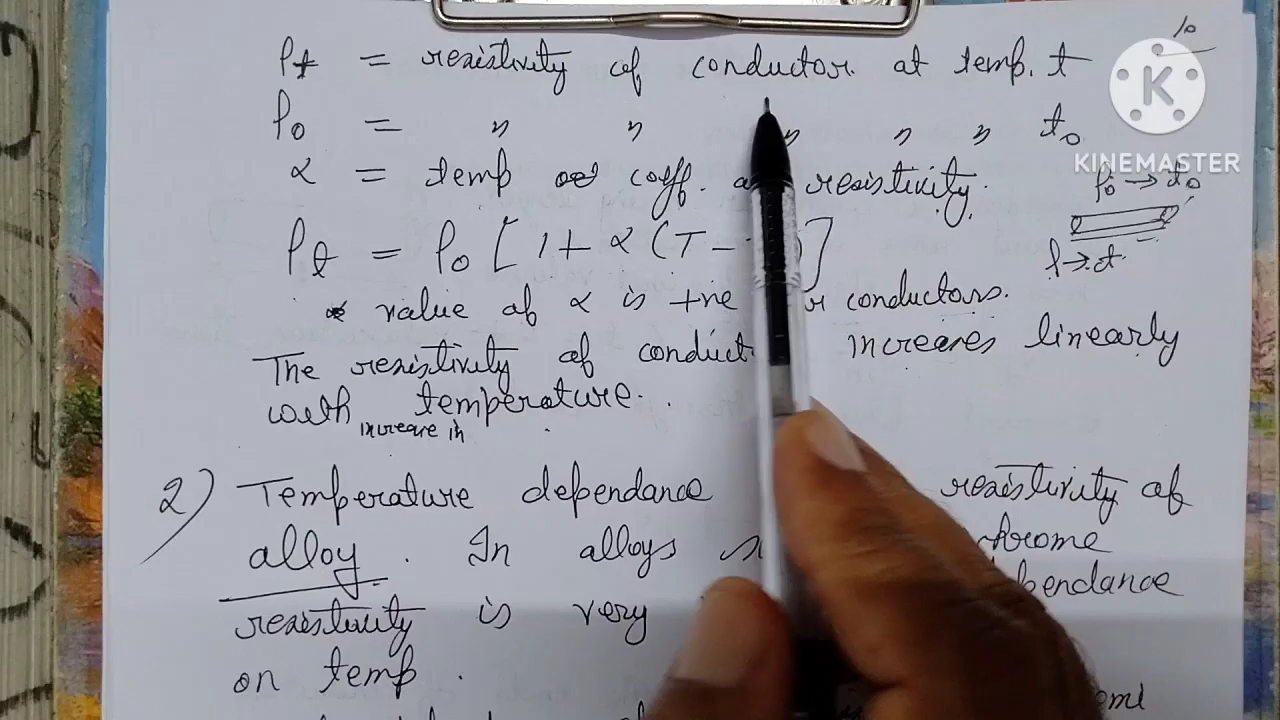 ρt = resistivity of conductor. at temp. t
ρ0 = " " " " " t0
α = temp coeff. resistivity.
ρt = ρ0 [ 1 + α (T - )]
value of α is +ve conductors.
The resistivity of conduct increases linearly
with increase in temperature.
2) Temperature dependance resistivity of
alloy. In alloys
resistivity is very dependance
on temp.
ρ0 → t0
ρ → t
K
KINEMASTER